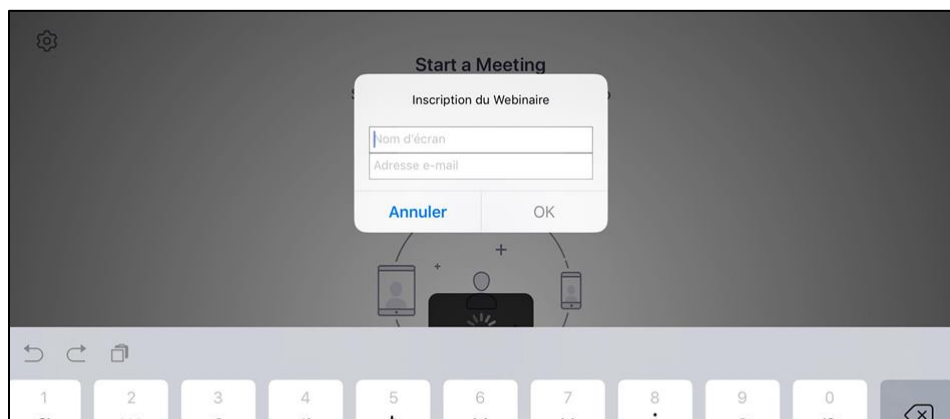 Start a Meeting
Inscription du Webinaire
Nom d'écran
Adresse e-mail
Annuler
OK
1
2
3
4
5
6
7
8
9
0